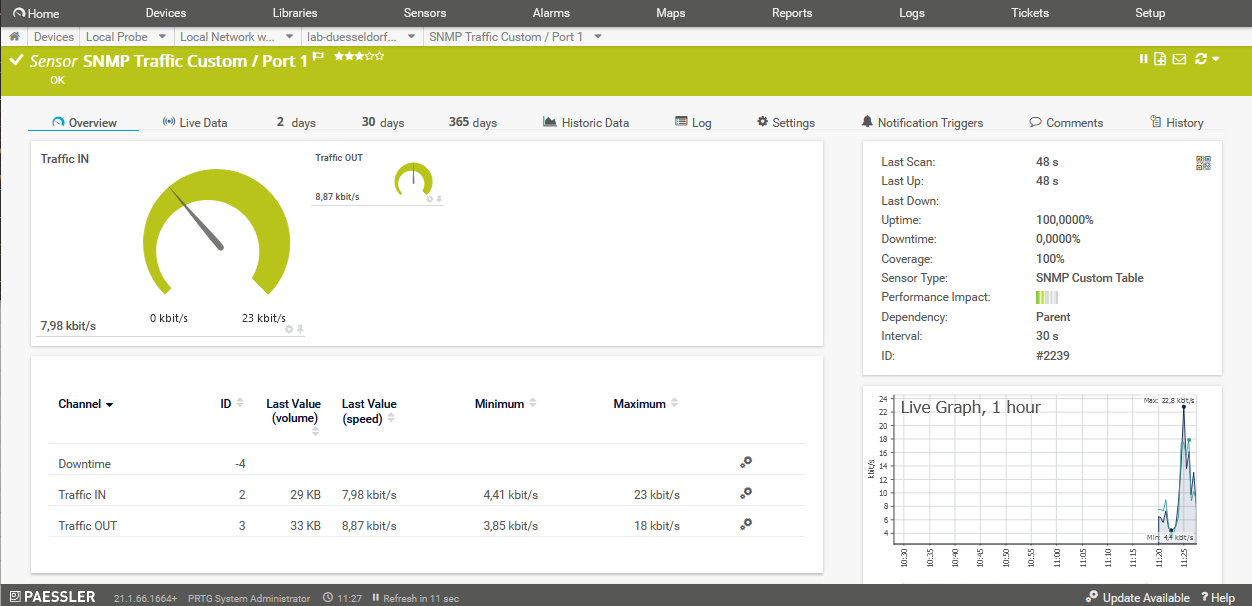 Home Devices Libraries Sensors Alarms Maps Reports Logs Tickets Setup
Devices Local Probe Local Network w... lab-duesseldorf... SNMP Traffic Custom / Port 1
Sensor SNMP Traffic Custom / Port 1
OK
Overview Live Data 2 days 30 days 365 days Historic Data Log Settings Notification Triggers Comments History
Traffic IN
0 kbit/s 23 kbit/s
7,98 kbit/s
Traffic OUT
8,87 kbit/s
Last Scan: 48 s
Last Up: 48 s
Last Down:
Uptime: 100,0000%
Downtime: 0,0000%
Coverage: 100%
Sensor Type: SNMP Custom Table
Performance Impact:
Dependency: Parent
Interval: 30 s
ID: #2239
Channel ID Last Value (volume) Last Value (speed) Minimum Maximum
Downtime -4
Traffic IN 2 29 KB 7,98 kbit/s 4,41 kbit/s 23 kbit/s
Traffic OUT 3 33 KB 8,87 kbit/s 3,85 kbit/s 18 kbit/s
Live Graph, 1 hour
Max: 22,8 kbit/s
24
22
20
18
16
14
12
10
8
6
4
kbit/s
Min: 4,4 kbit/s
10:30 10:35 10:40 10:45 10:50 10:55 11:00 11:05 11:10 11:15 11:20 11:25
PAESSLER 21.1.66.1664+ PRTG System Administrator 11:27 Refresh in 11 sec Update Available ? Help